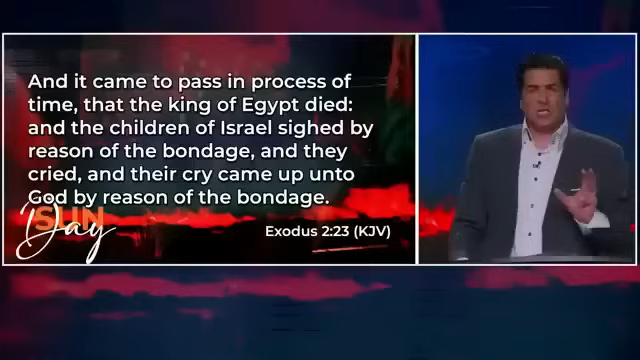 And it came to pass in process of
time, that the king of Egypt died:
and the children of Israel sighed by
reason of the bondage, and they
cried, and their cry came up unto
God by reason of the bondage.
SUN
Day
Exodus 2:23 (KJV)